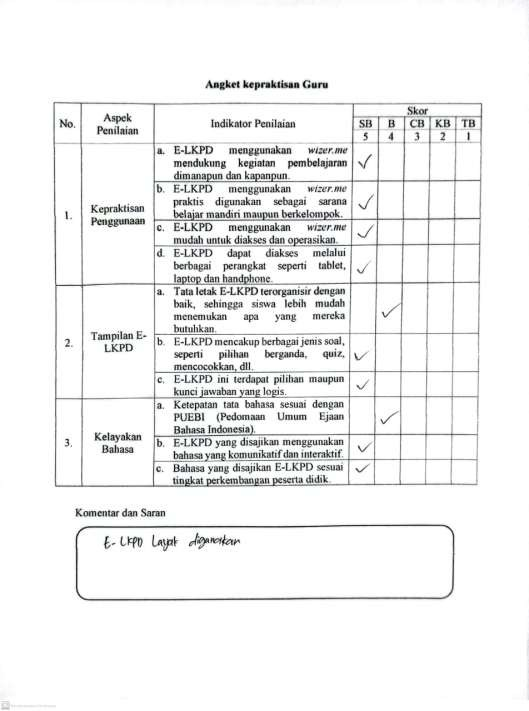 Angket kepraktisan Guru
No.
Aspek
Penilaian
Indikator Penilaian
Skor
SB B CB KB TB
5 4 3 2 1
1.
Kepraktisan
Penggunaan
a. E-LKPD menggunakan wizer.me
mendukung kegiatan pembelajaran
dimanapun dan kapanpun.
b. E-LKPD menggunakan wizer.me
praktis digunakan sebagai sarana
belajar mandiri maupun berkelompok.
c. E-LKPD menggunakan wizer.me
mudah untuk diakses dan operasikan.
d. E-LKPD dapat diakses melalui
berbagai perangkat seperti tablet,
laptop dan handphone.
2.
Tampilan E-
LKPD
a. Tata letak E-LKPD terorganisir dengan
baik, sehingga siswa lebih mudah
menemukan apa yang mereka
butuhkan.
b. E-LKPD mencakup berbagai jenis soal,
seperti pilihan berganda, quiz,
mencocokkan, dll.
c. E-LKPD ini terdapat pilihan maupun
kunci jawaban yang logis.
3.
Kelayakan
Bahasa
a. Ketepatan tata bahasa sesuai dengan
PUEBI (Pedomaan Umum Ejaan
Bahasa Indonesia).
b. E-LKPD yang disajikan menggunakan
bahasa yang komunikatif dan interaktif.
c. Bahasa yang disajikan E-LKPD sesuai
tingkat perkembangan peserta didik.
Komentar dan Saran
E-LKPD Layak digunakan